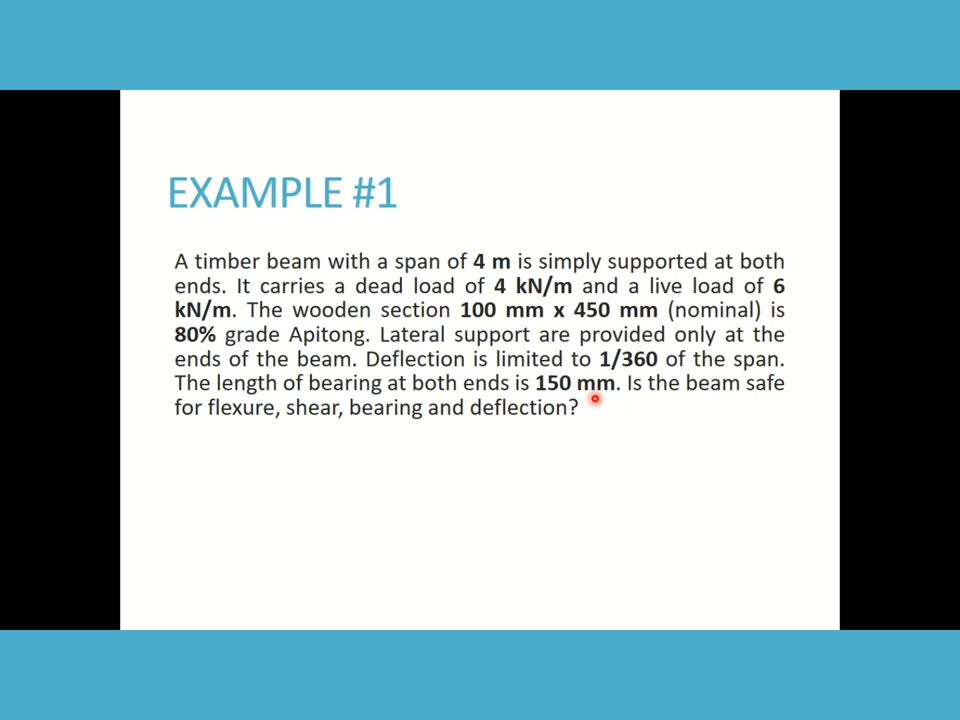 EXAMPLE #1
A timber beam with a span of 4 m is simply supported at both
ends. It carries a dead load of 4 kN/m and a live load of 6
kN/m. The wooden section 100 mm x 450 mm (nominal) is
80% grade Apitong. Lateral support are provided only at the
ends of the beam. Deflection is limited to 1/360 of the span.
The length of bearing at both ends is 150 mm. Is the beam safe
for flexure, shear, bearing and deflection?